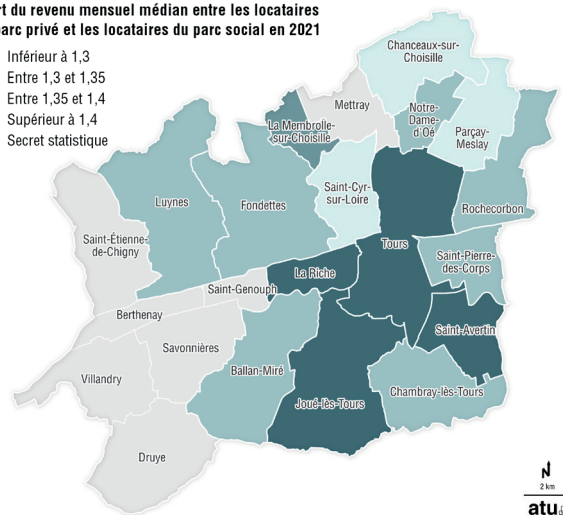 rt du revenu mensuel médian entre les locataires
parc privé et les locataires du parc social en 2021
Inférieur à 1,3
Entre 1,3 et 1,35
Entre 1,35 et 1,4
Supérieur à 1,4
Secret statistique
Chanceaux-sur-
Choisille
Mettray
Notre-
Dame-
d'Oé
La Membrolle-
sur-Choisille
Parçay-
Meslay
Saint-Cyr-
sur-Loire
Luynes
Fondettes
Rochecorbon
Saint-Étienne-
de-Chigny
Tours
Saint-Pierre-
des-Corps
La Riche
Saint-Genouph
Berthenay
Saint-Avertin
Savonnières
Ballan-Miré
Villandry
Chambray-lès-Tours
Joué-lès-Tours
Druye
N
2 km
atu